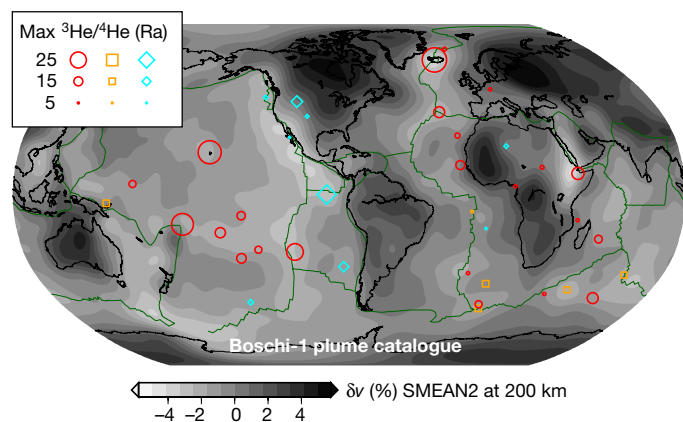 Max ³He/⁴He (Ra)
25
15
5
Boschi-1 plume catalogue
−4 −2 0 2 4 δv (%) SMEAN2 at 200 km